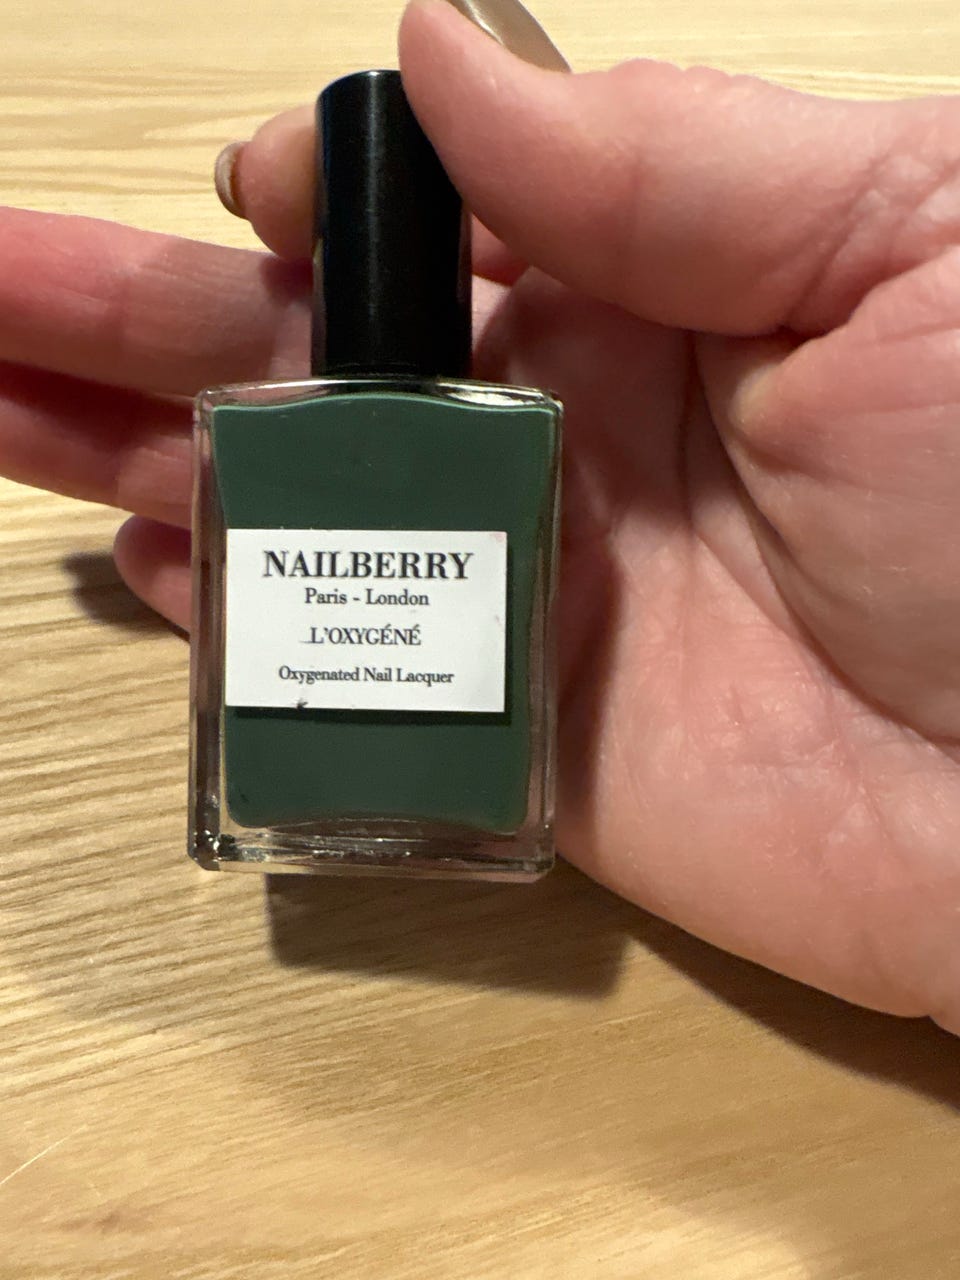 NAILBERRY
Paris - London
L'OXYGÉNÉ
Oxygenated Nail Lacquer